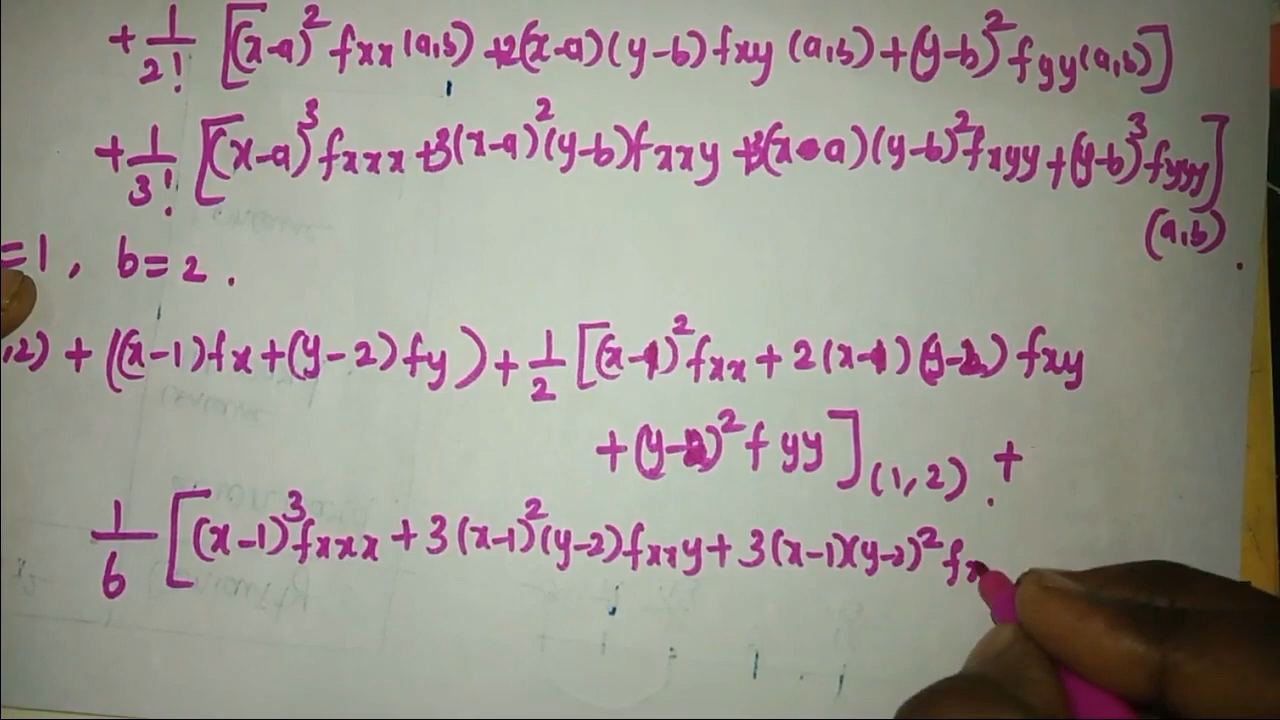 + 1/2! [(x-a)² fxx (a,b) + 2(x-a)(y-b) fxy (a,b) + (y-b)² fyy (a,b)]
+ 1/3! [(x-a)³ fxxx + 3(x-a)²(y-b) fxxy + 3(x-a)(y-b)² fxyy + (y-b)³ fyyy] (a,b).
=1, b=2.
,2) + ((x-1) fx + (y-2) fy) + 1/2 [(x-1)² fxx + 2(x-1)(y-2) fxy
+ (y-2)² fyy] (1,2). +
1/6 [(x-1)³ fxxx + 3(x-1)²(y-2) fxxy + 3(x-1)(y-2)² fx